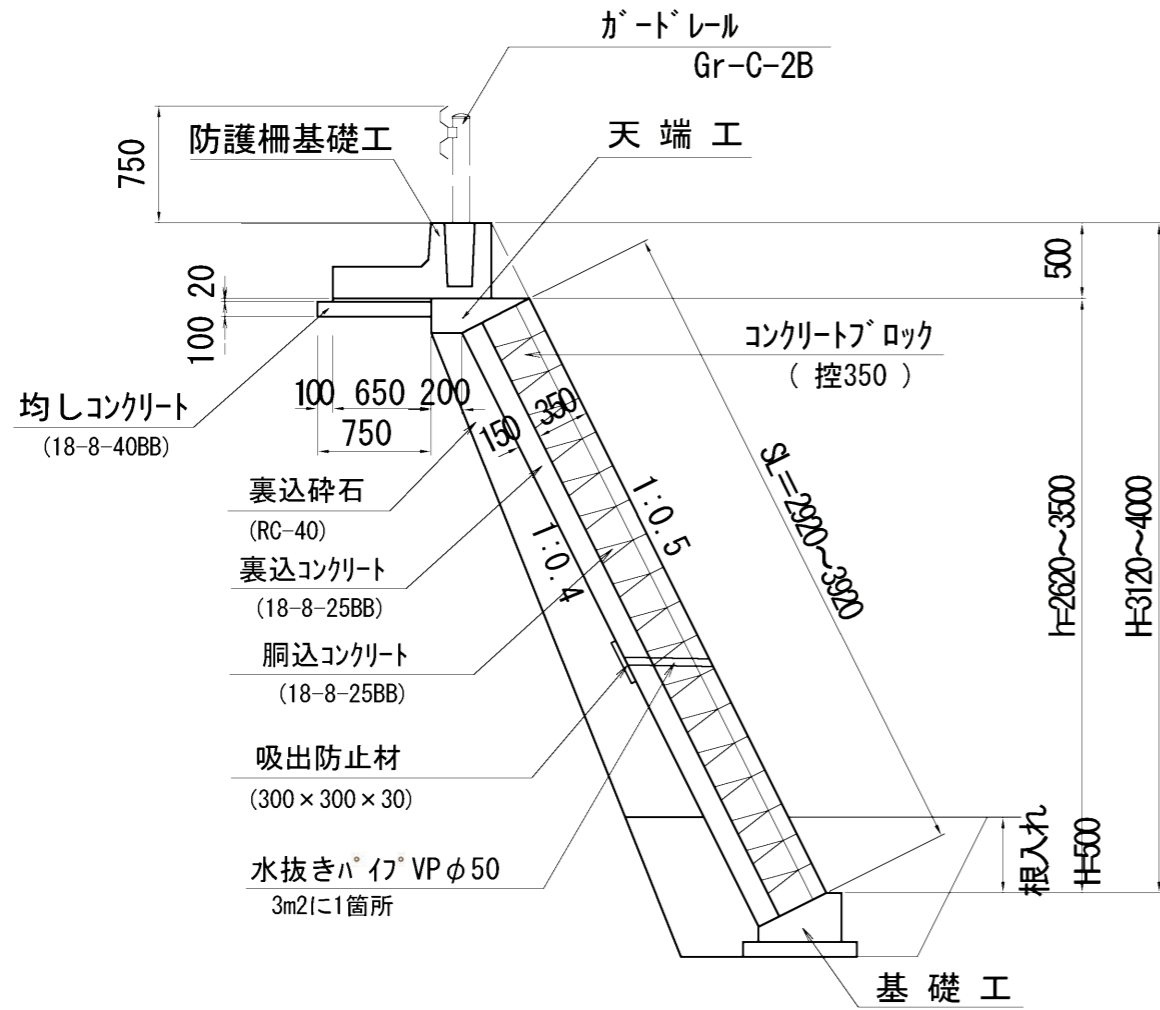 ガードレール
Gr-C-2B
防護柵基礎工
天 端 工
750
500
20
100
コンクリートブロック
( 控350 )
100 650 200
750
均しコンクリート
(18-8-40BB)
150
350
裏込砕石
(RC-40)
1:0.4
1:0.5
SL=2920~3920
h=2620~3500
H=3120~4000
裏込コンクリート
(18-8-25BB)
胴込コンクリート
(18-8-25BB)
吸出防止材
(300×300×30)
水抜きパイプVPφ50
3m2に1箇所
根入れ
H=500
基 礎 工